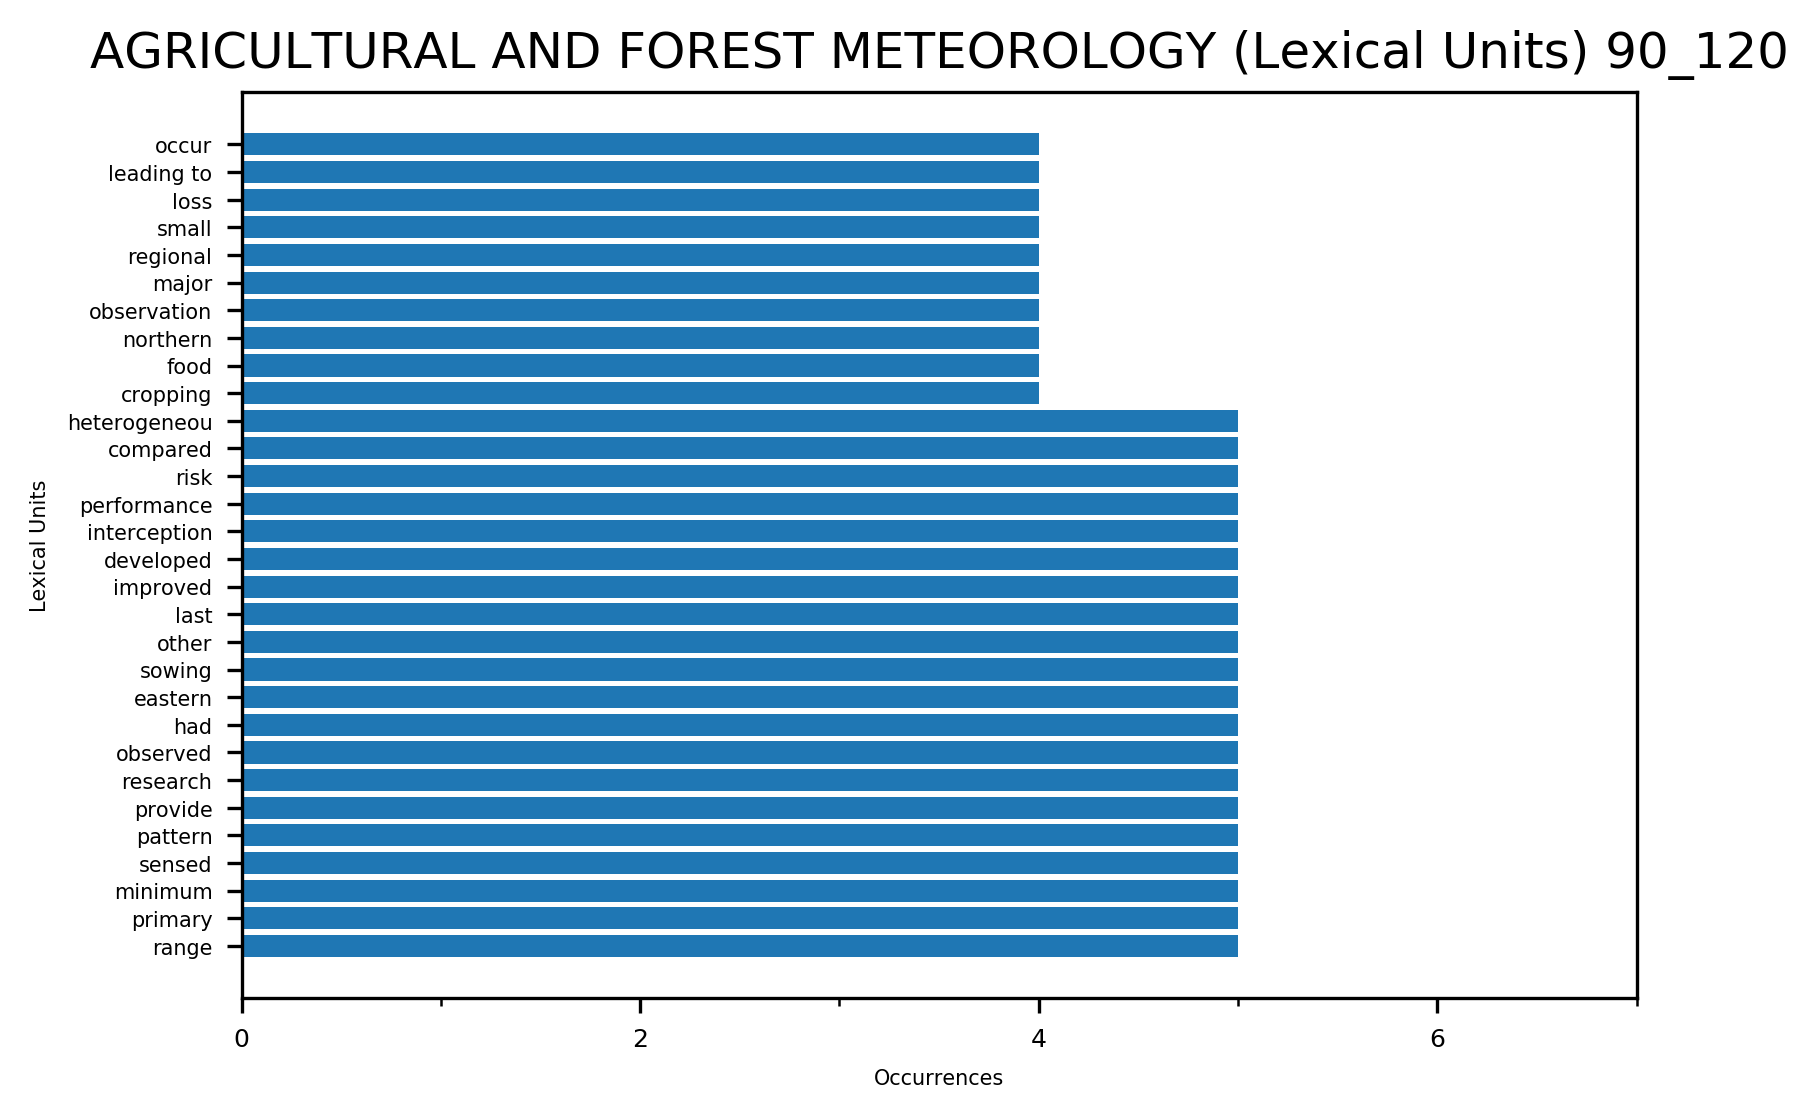 AGRICULTURAL AND FOREST METEOROLOGY (Lexical Units) 90_120
occur
leading to
loss
small
regional
major
observation
northern
food
cropping
heterogeneou
compared
risk
performance
interception
developed
improved
last
other
sowing
eastern
had
observed
research
provide
pattern
sensed
minimum
primary
range
Lexical Units
0 2 4 6
Occurrences